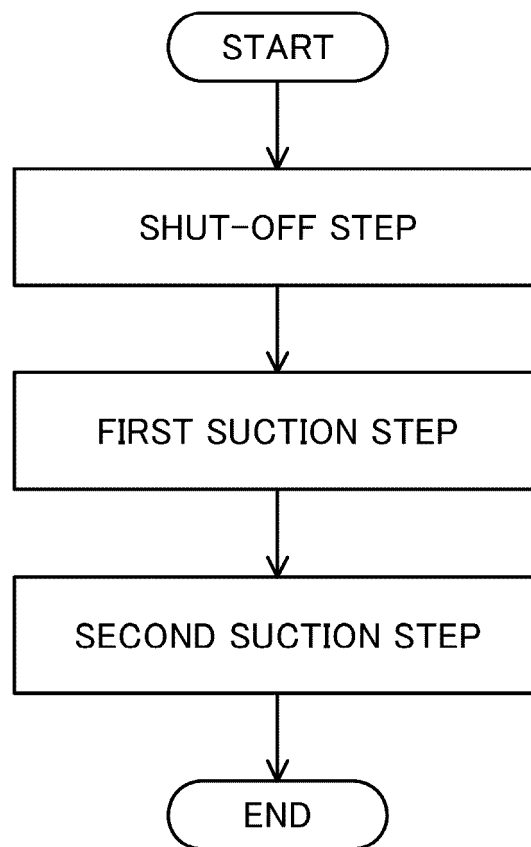 START
SHUT-OFF STEP
FIRST SUCTION STEP
SECOND SUCTION STEP
END